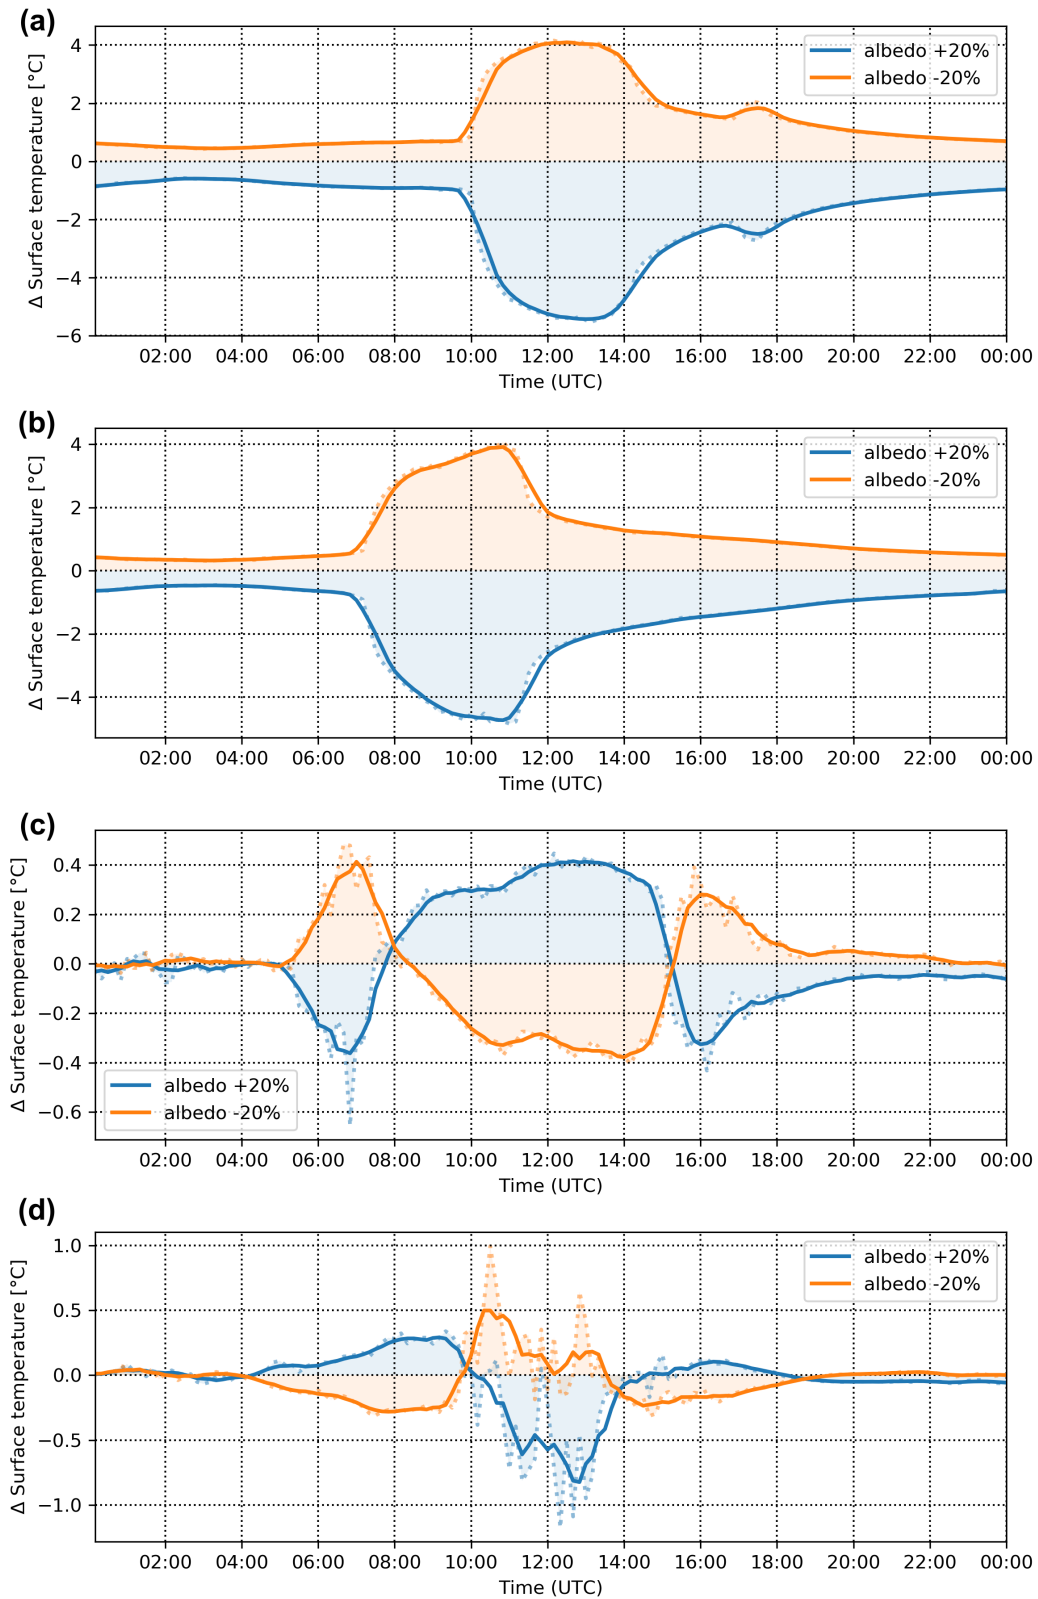 (a)
Δ Surface temperature [°C]
4
2
0
−2
−4
−6
albedo +20%
albedo -20%
02:00 04:00 06:00 08:00 10:00 12:00 14:00 16:00 18:00 20:00 22:00 00:00
Time (UTC)
(b)
Δ Surface temperature [°C]
4
2
0
−2
−4
albedo +20%
albedo -20%
02:00 04:00 06:00 08:00 10:00 12:00 14:00 16:00 18:00 20:00 22:00 00:00
Time (UTC)
(c)
Δ Surface temperature [°C]
0.4
0.2
0.0
−0.2
−0.4
−0.6
albedo +20%
albedo -20%
02:00 04:00 06:00 08:00 10:00 12:00 14:00 16:00 18:00 20:00 22:00 00:00
Time (UTC)
(d)
Δ Surface temperature [°C]
1.0
0.5
0.0
−0.5
−1.0
albedo +20%
albedo -20%
02:00 04:00 06:00 08:00 10:00 12:00 14:00 16:00 18:00 20:00 22:00 00:00
Time (UTC)